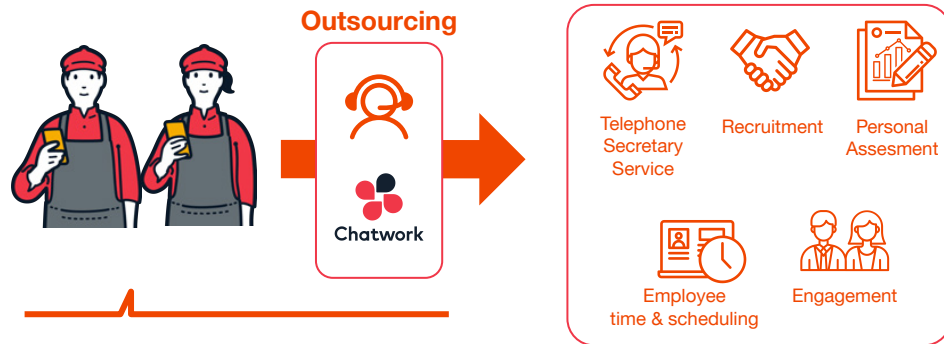 Outsourcing
Chatwork
Telephone
Secretary
Service
Recruitment
Personal
Assesment
Employee
time & scheduling
Engagement